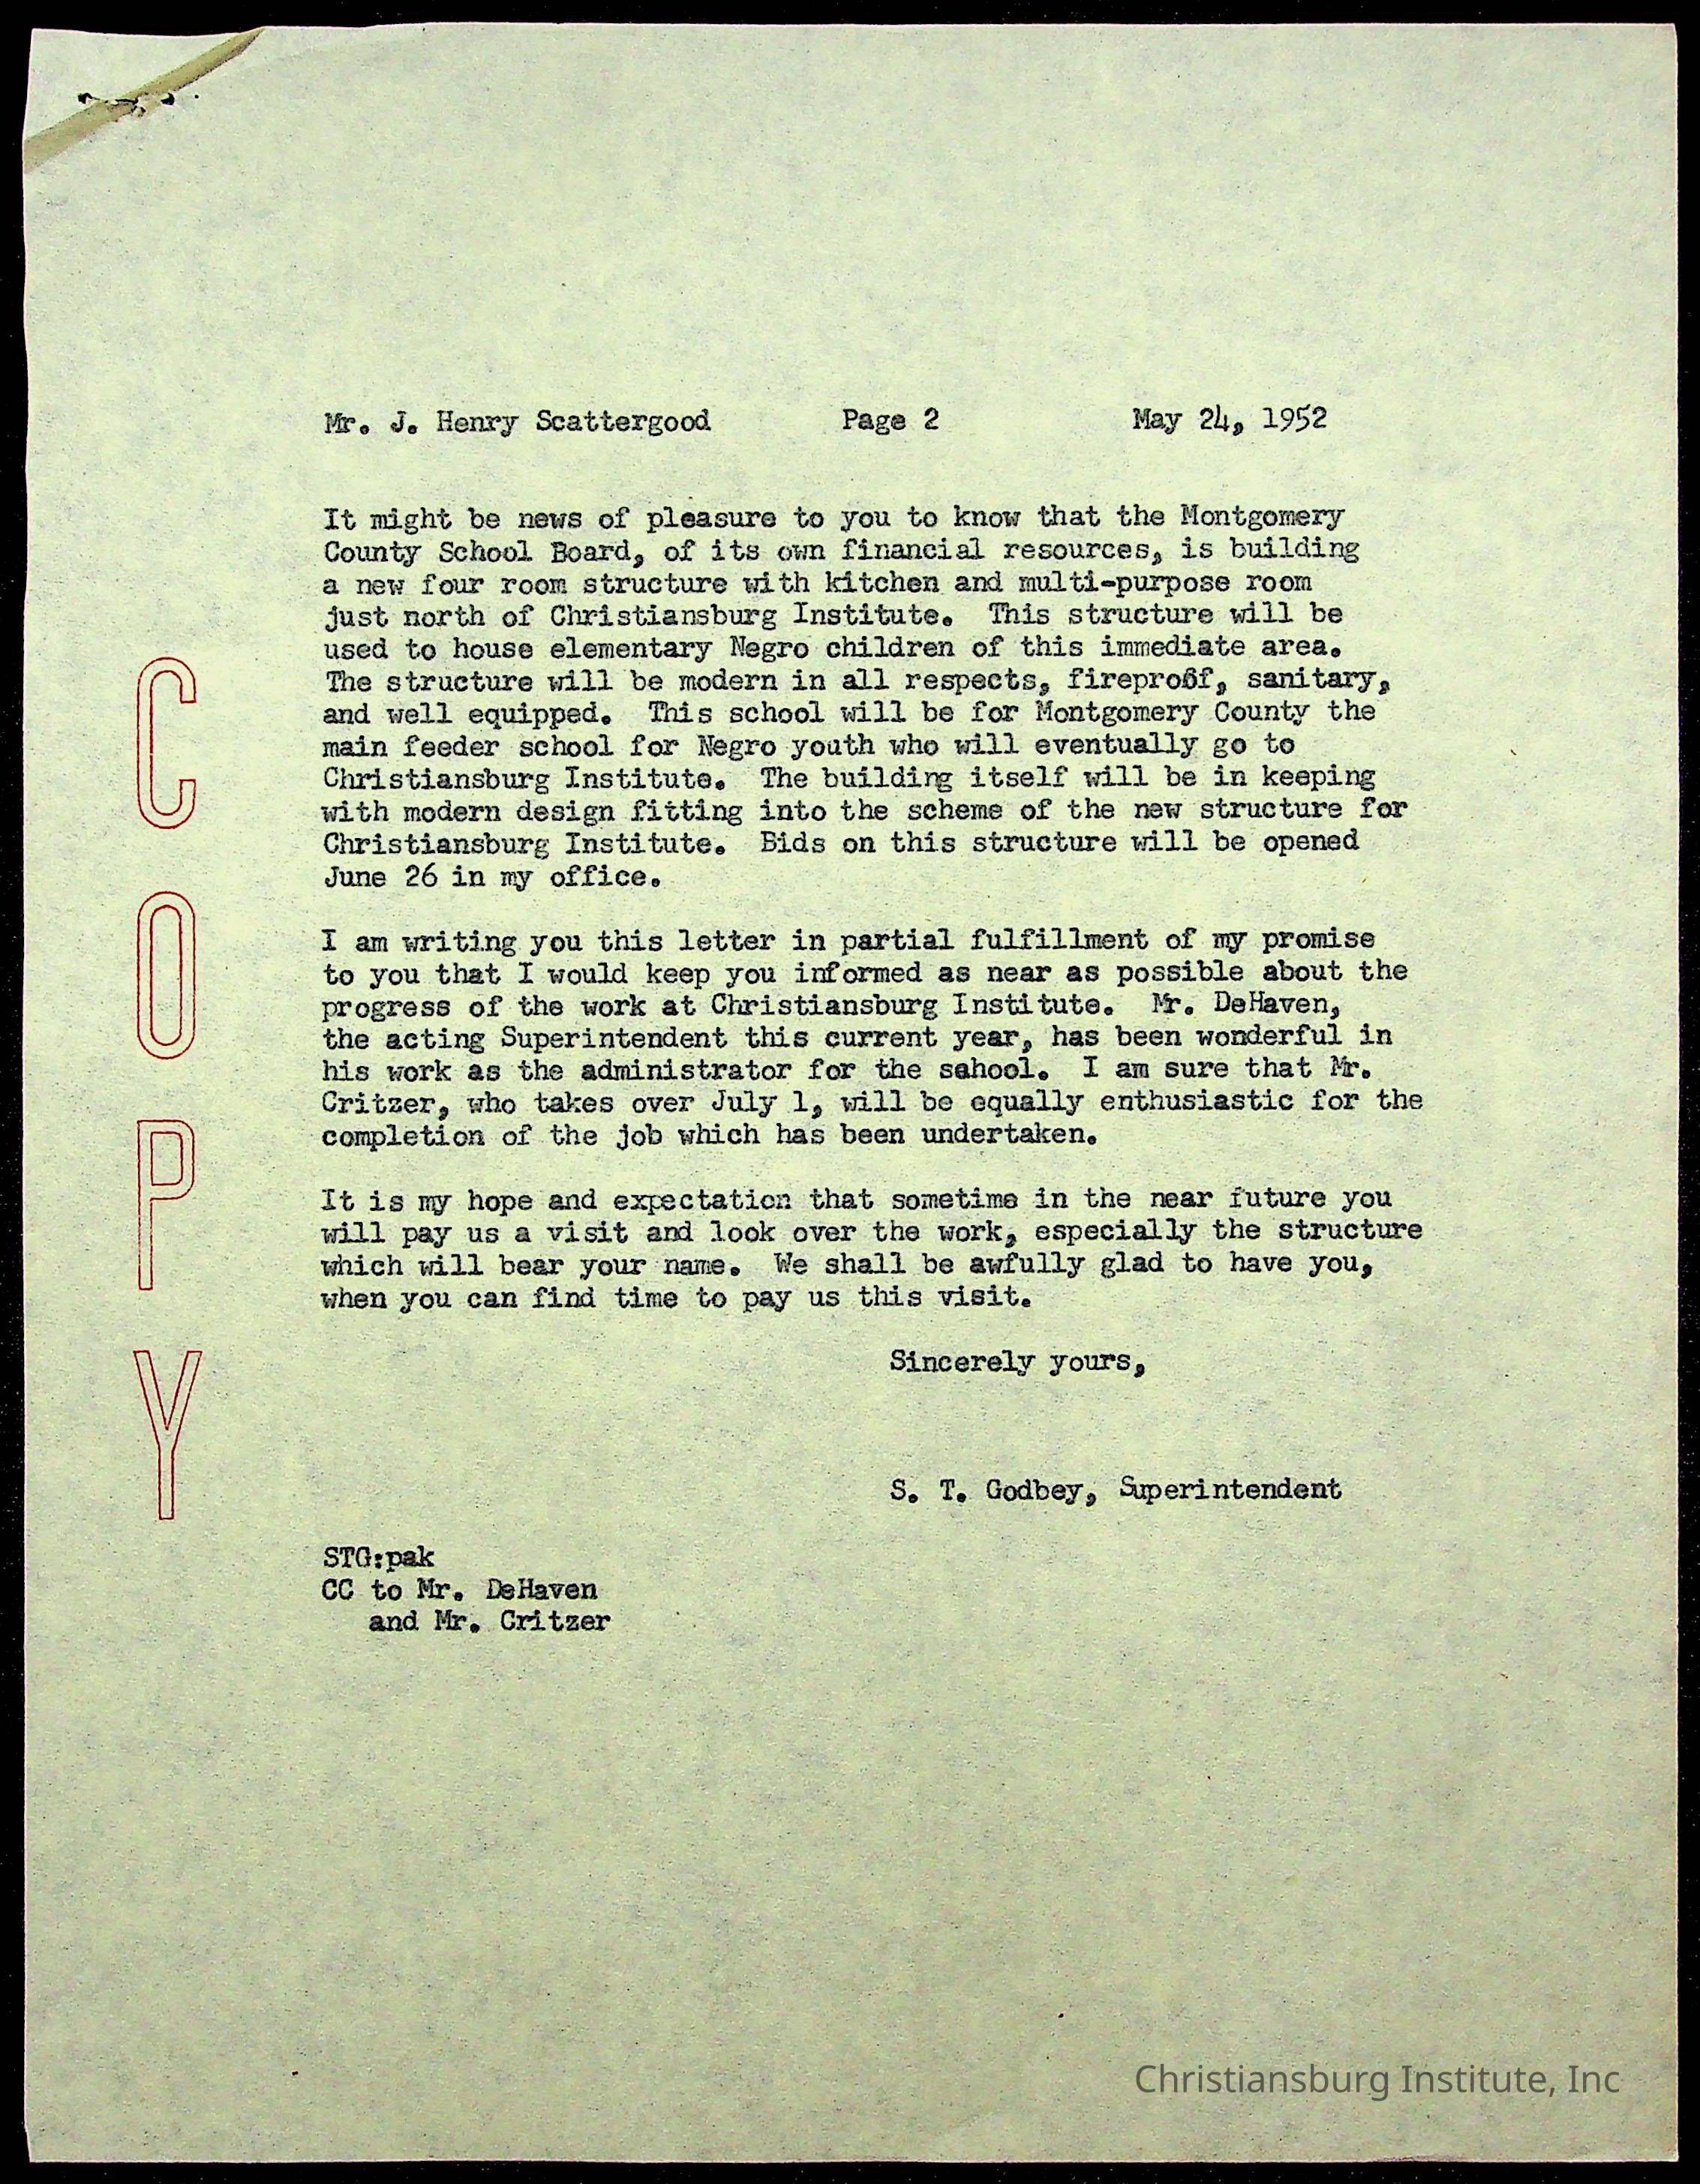 Mr. J. Henry Scattergood Page 2 May 24, 1952
It might be news of pleasure to you to know that the Montgomery
County School Board, of its own financial resources, is building
a new four room structure with kitchen and multi-purpose room
just north of Christiansburg Institute. This structure will be
used to house elementary Negro children of this immediate area.
The structure will be modern in all respects, fireproof, sanitary,
and well equipped. This school will be for Montgomery County the
main feeder school for Negro youth who will eventually go to
Christiansburg Institute. The building itself will be in keeping
with modern design fitting into the scheme of the new structure for
Christiansburg Institute. Bids on this structure will be opened
June 26 in my office.
I am writing you this letter in partial fulfillment of my promise
to you that I would keep you informed as near as possible about the
progress of the work at Christiansburg Institute. Mr. DeHaven,
the acting Superintendent this current year, has been wonderful in
his work as the administrator for the sahool. I am sure that Mr.
Critzer, who takes over July 1, will be equally enthusiastic for the
completion of the job which has been undertaken.
It is my hope and expectation that sometime in the near future you
will pay us a visit and look over the work, especially the structure
which will bear your name. We shall be awfully glad to have you,
when you can find time to pay us this visit.
Sincerely yours,
S. T. Godbey, Superintendent
STG:pak
CC to Mr. DeHaven
and Mr. Critzer
COPY
Christiansburg Institute, Inc